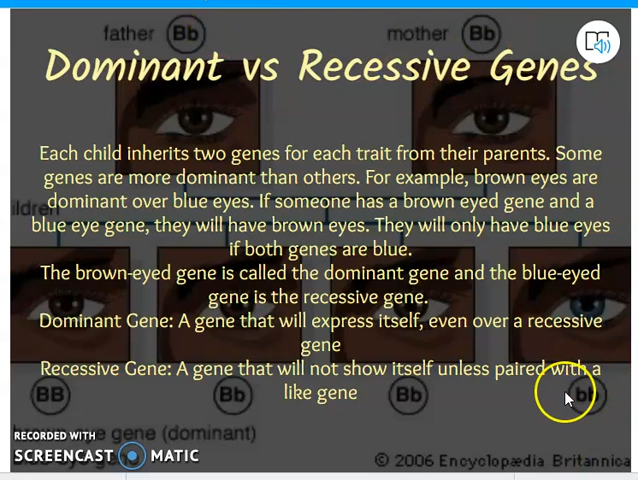 father Bb mother Bb
Dominant vs Recessive Genes
Each child inherits two genes for each trait from their parents. Some
genes are more dominant than others. For example, brown eyes are
dominant over blue eyes. If someone has a brown eyed gene and a
ildren
blue eye gene, they will have brown eyes. They will only have blue eyes
if both genes are blue.
The brown-eyed gene is called the dominant gene and the blue-eyed
gene is the recessive gene.
Dominant Gene: A gene that will express itself, even over a recessive
gene
Recessive Gene: A gene that will not show itself unless paired with a
like gene
BB Bb Bb bb
eye gene (dominant)
RECORDED WITH
SCREENCAST MATIC
© 2006 Encyclopædia Britannica